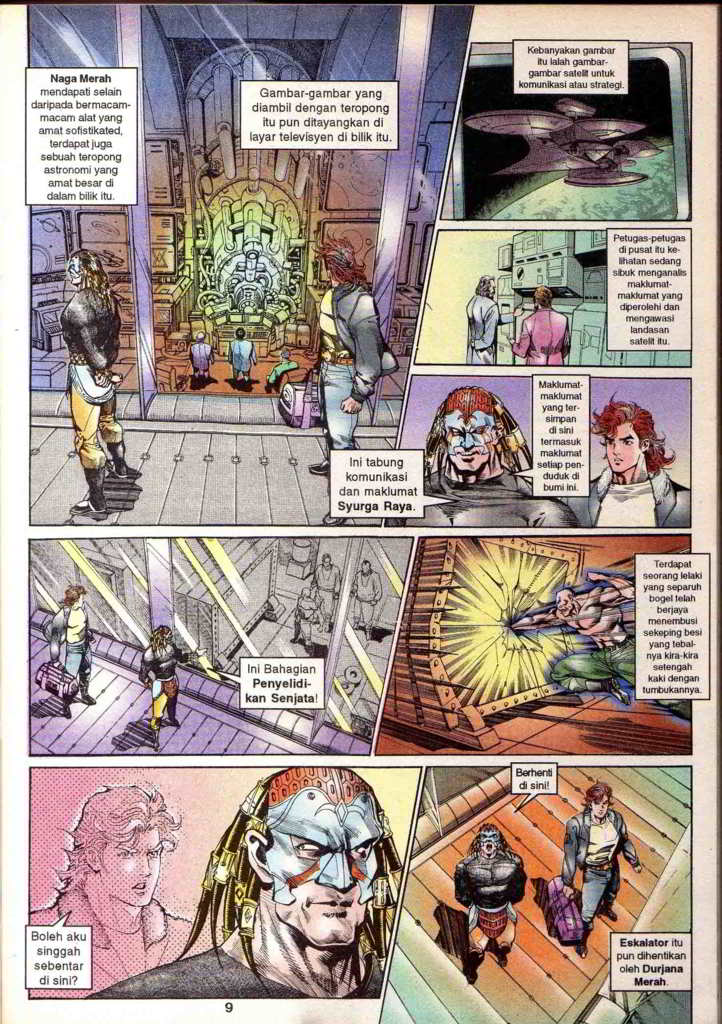 Naga Merah
mendapati selain
daripada bermacam-
macam alat yang
amat sofistikated,
terdapat juga
sebuah teropong
astronomi yang
amat besar di
dalam bilik itu.
Gambar-gambar yang
diambil dengan teropong
itu pun ditayangkan di
layar televisyen di bilik itu.
Kebanyakan gambar
itu ialah gambar-
gambar satelit untuk
komunikasi atau strategi.
Petugas-petugas
di pusat itu ke-
lihatan sedang
sibuk menganalis
maklumat-
maklumat yang
diperolehi dan
mengawasi
landasan
satelit itu.
Ini tabung
komunikasi
dan maklumat
Syurga Raya.
Maklumat-
maklumat
yang ter-
simpan
di sini
termasuk
maklumat
setiap pen-
duduk di
bumi ini.
Ini Bahagian
Penyelidi-
kan Senjata!
Terdapat
seorang lelaki
yang separuh
bogel telah
berjaya
menembusi
sekeping besi
yang tebal-
nya kira-kira
setengah
kaki dengan
tumbukannya.
Boleh aku
singgah
sebentar
di sini?
Berhenti
di sini!
Eskalator itu
pun dihentikan
oleh Durjana
Merah.
9